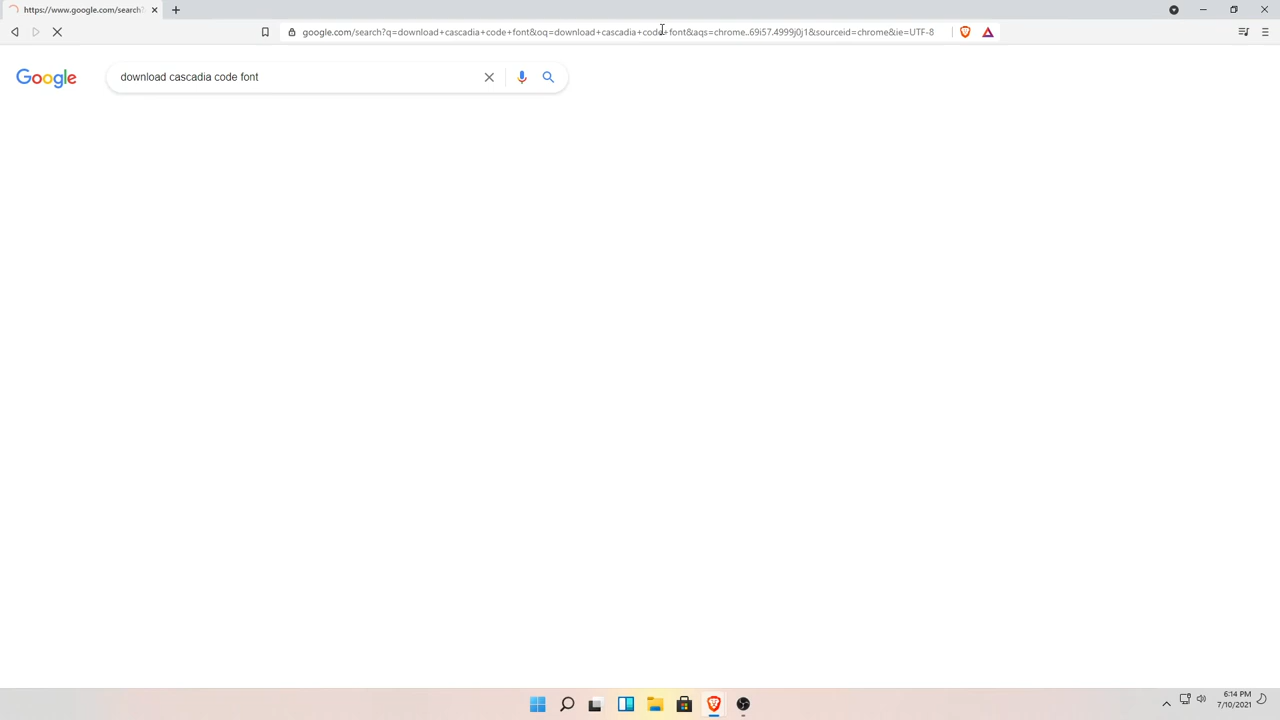 https://www.google.com/search?
google.com/search?q=download+cascadia+code+font&oq=download+cascadia+code+font&aqs=chrome..69i57.4999j0j1&sourceid=chrome&ie=UTF-8
Google
download cascadia code font
6:14 PM
7/10/2021